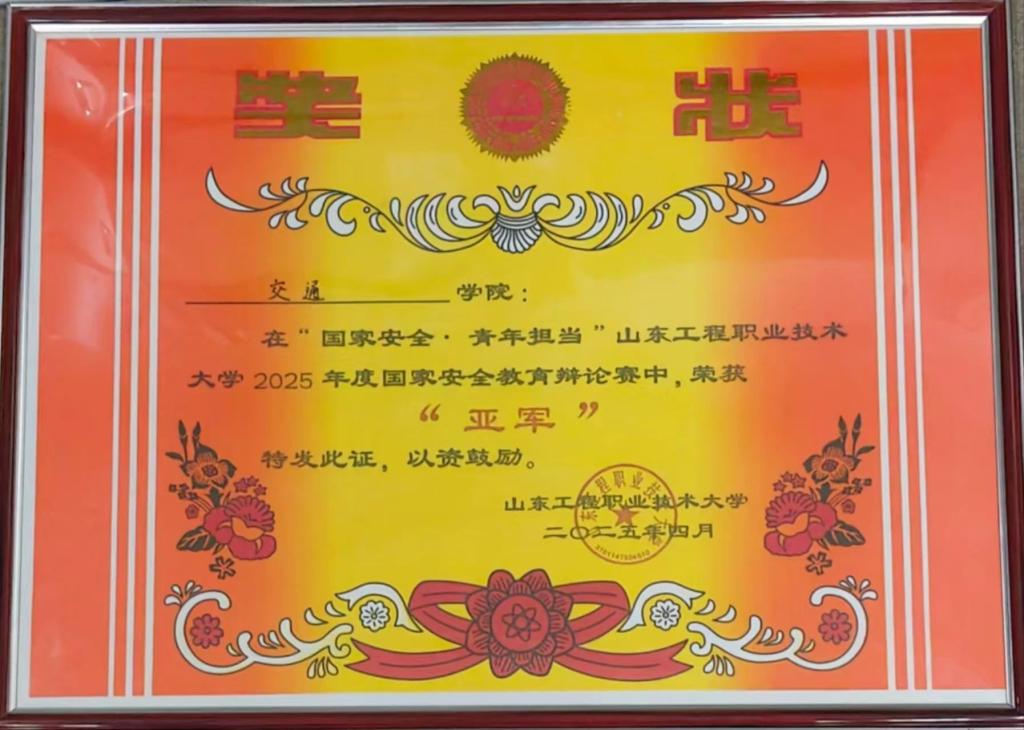 奖状
交通学院：
在“国家安全·青年担当”山东工程职业技术
大学2025年度国家安全教育辩论赛中，荣获
“亚军”
特发此证，以资鼓励。
山东工程职业技术大学
二〇二五年四月